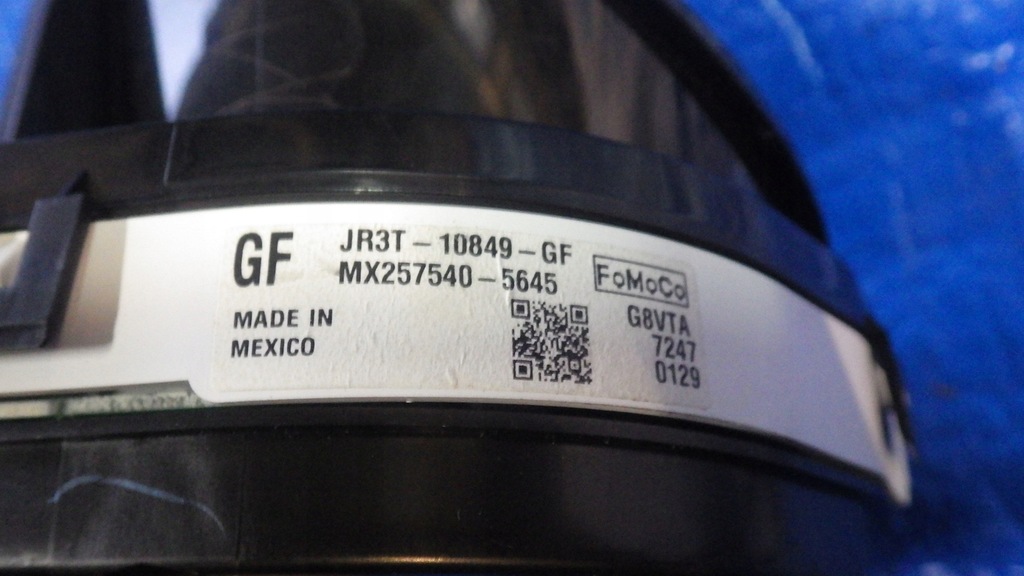 GF
JR3T-10849-GF
MX257540-5645
FoMoCo
MADE IN
MEXICO
G8VTA
7247
0129